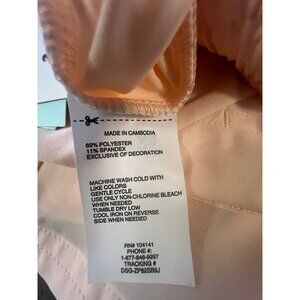 MADE IN CAMBODIA
89% POLYESTER
11% SPANDEX
EXCLUSIVE OF DECORATION
MACHINE WASH COLD WITH
LIKE COLORS
GENTLE CYCLE
USE ONLY NON-CHLORINE BLEACH
WHEN NEEDED
TUMBLE DRY LOW
COOL IRON ON REVERSE
SIDE WHEN NEEDED
RN# 104141
PHONE #:
1-877-846-9997
TRACKING #
DSG-ZP82SB9J